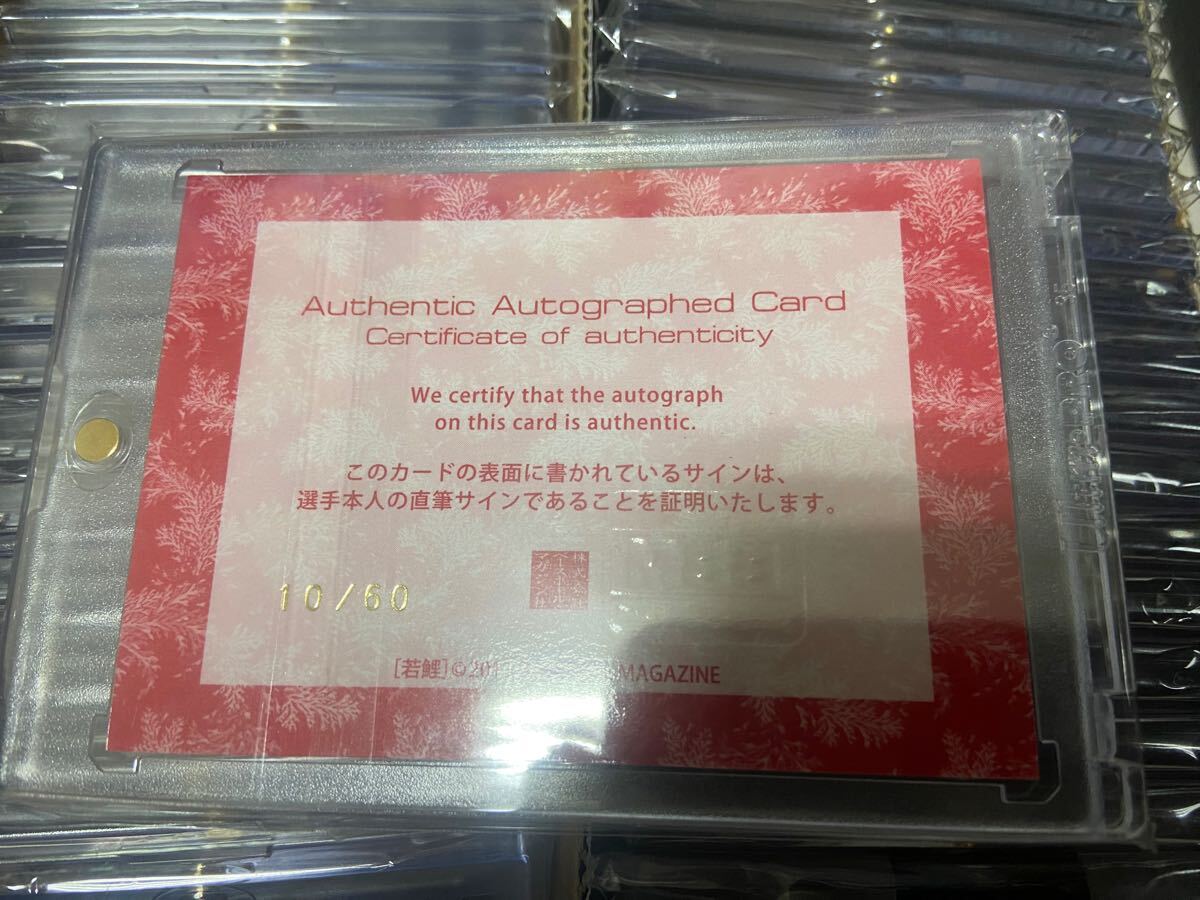 Authentic Autographed Card
Certificate of authenticity
We certify that the autograph
on this card is authentic.
このカードの表面に書かれているサインは、
選手本人の直筆サインであることを証明いたします。
10/60
[若鯉]© MAGAZINE